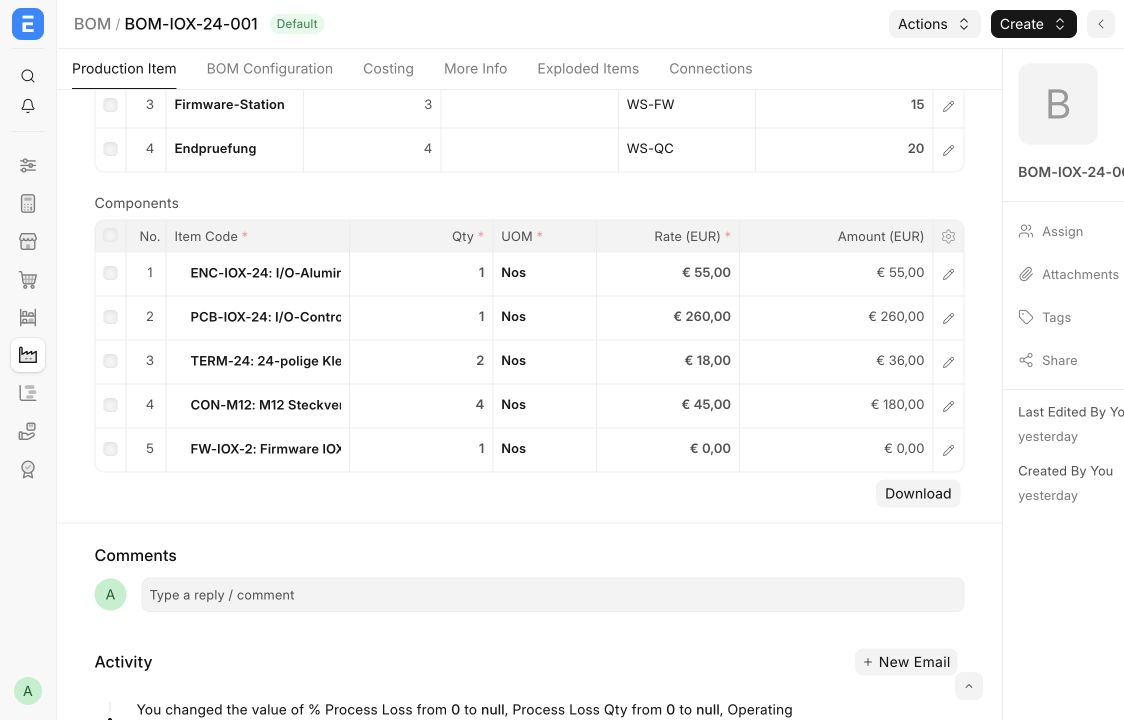 BOM / BOM-IOX-24-001 Default Actions Create
Production Item BOM Configuration Costing More Info Exploded Items Connections
3 Firmware-Station 3 WS-FW 15
4 Endpruefung 4 WS-QC 20
Components
No. Item Code * Qty * UOM * Rate (EUR) * Amount (EUR)
1 ENC-IOX-24: I/O-Alumin 1 Nos € 55,00 € 55,00
2 PCB-IOX-24: I/O-Contro 1 Nos € 260,00 € 260,00
3 TERM-24: 24-polige Kle 2 Nos € 18,00 € 36,00
4 CON-M12: M12 Steckver 4 Nos € 45,00 € 180,00
5 FW-IOX-2: Firmware IOX 1 Nos € 0,00 € 0,00
Download
Comments
A Type a reply / comment
Activity + New Email
You changed the value of % Process Loss from 0 to null, Process Loss Qty from 0 to null, Operating
A
B
BOM-IOX-24-00
Assign
Attachments
Tags
Share
Last Edited By Yo
yesterday
Created By You
yesterday